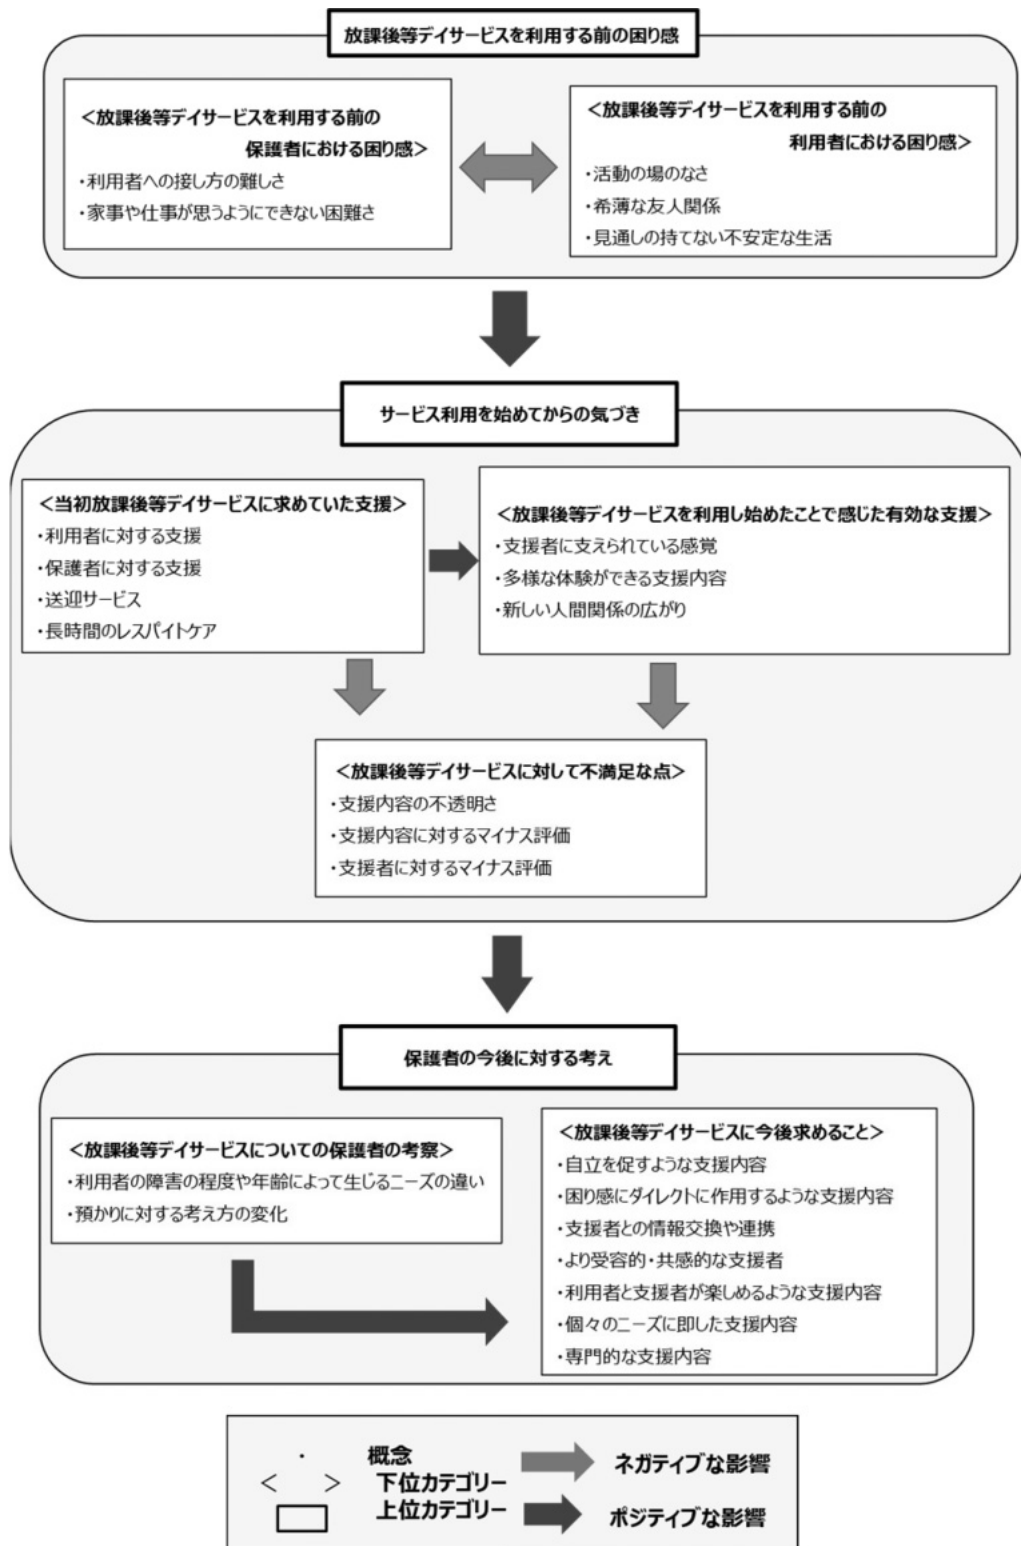 放課後等デイサービスを利用する前の困り感
<放課後等デイサービスを利用する前の
保護者における困り感>
・利用者への接し方の難しさ
・家事や仕事が思うようにできない困難さ
<放課後等デイサービスを利用する前の
利用者における困り感>
・活動の場のなさ
・希薄な友人関係
・見通しの持てない不安定な生活
サービス利用を始めてからの気づき
<当初放課後等デイサービスに求めていた支援>
・利用者に対する支援
・保護者に対する支援
・送迎サービス
・長時間のレスパイトケア
<放課後等デイサービスを利用し始めたことで感じた有効な支援>
・支援者に支えられている感覚
・多様な体験ができる支援内容
・新しい人間関係の広がり
<放課後等デイサービスに対して不満足な点>
・支援内容の不透明さ
・支援内容に対するマイナス評価
・支援者に対するマイナス評価
保護者の今後に対する考え
<放課後等デイサービスについての保護者の考察>
・利用者の障害の程度や年齢によって生じるニーズの違い
・預かりに対する考え方の変化
<放課後等デイサービスに今後求めること>
・自立を促すような支援内容
・困り感にダイレクトに作用するような支援内容
・支援者との情報交換や連携
・より受容的・共感的な支援者
・利用者と支援者が楽しめるような支援内容
・個々のニーズに即した支援内容
・専門的な支援内容
・ 概念
< > 下位カテゴリー
上位カテゴリー
ネガティブな影響
ポジティブな影響